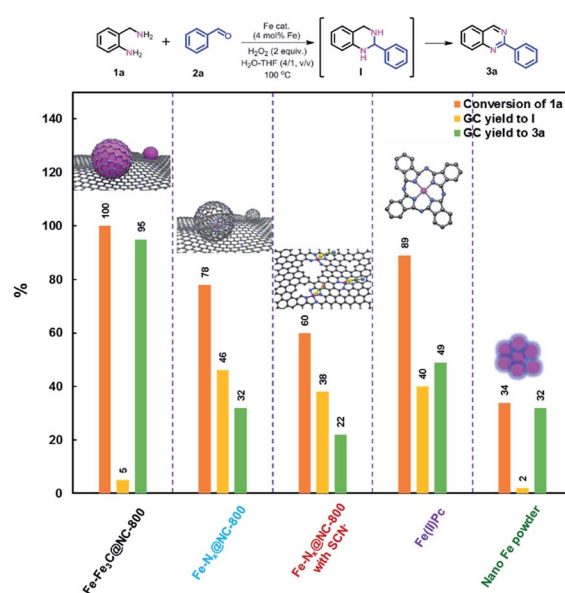 NH₂
NH₂
1a
+
O
2a
Fe cat.
(4 mol% Fe)
H₂O₂ (2 equiv.)
H₂O-THF (4/1, v/v)
100 °C
NH
N
H
I
N
N
3a
Conversion of 1a
GC yield to I
GC yield to 3a
%
140
120
100
80
60
40
20
0
100
5
95
78
46
32
60
38
22
89
40
49
34
2
32
Fe-Fe₃C@NC-800
Fe-Nₓ@NC-800
Fe-Nₓ@NC-800
with SCN⁻
Fe(II)Pc
Nano Fe powder